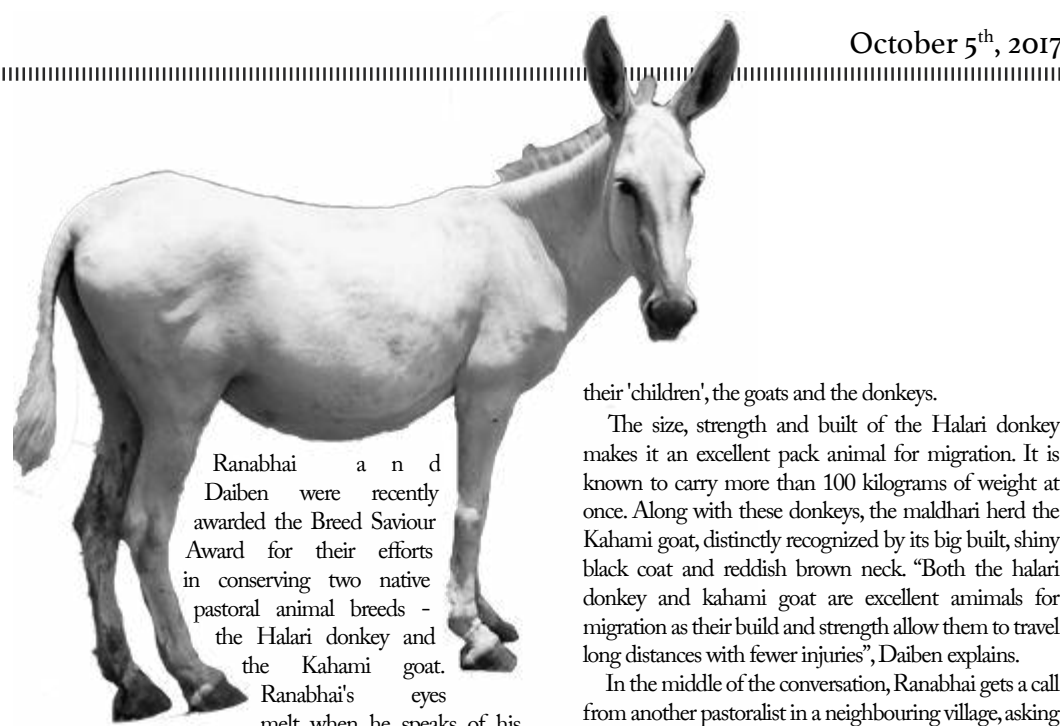 October 5th, 2017
Ranabhai a n d
Daiben were recently
awarded the Breed Saviour
Award for their efforts
in conserving two native
pastoral animal breeds -
the Halari donkey and
the Kahami goat.
Ranabhai's eyes
melt when he speaks of his
their 'children', the goats and the donkeys.
The size, strength and built of the Halari donkey
makes it an excellent pack animal for migration. It is
known to carry more than 100 kilograms of weight at
once. Along with these donkeys, the maldhari herd the
Kahami goat, distinctly recognized by its big built, shiny
black coat and reddish brown neck. “Both the halari
donkey and kahami goat are excellent amimals for
migration as their build and strength allow them to travel
long distances with fewer injuries”, Daiben explains.
In the middle of the conversation, Ranabhai gets a call
from another pastoralist in a neighbouring village, asking